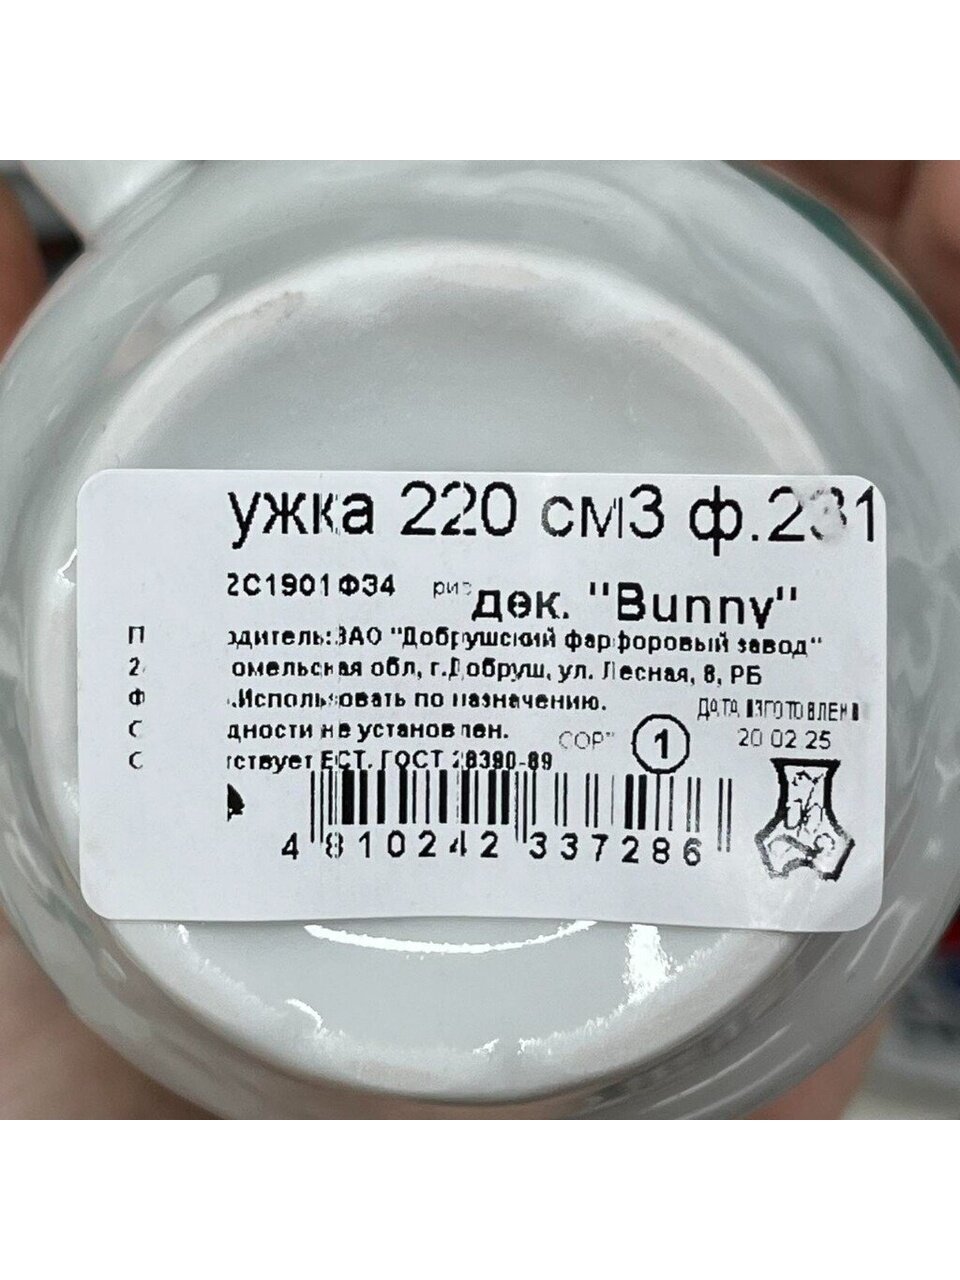 ужка 220 см3 ф.231
2С1901Ф34 рис дек. "Bunny"
П одитель: ЗАО "Добрушский фарфоровый завод"
2 омельская обл, г.Добруш, ул. Лесная, 8, РБ
Ф .Использовать по назначению.
С дности не установлен.
С тствует ЕСТ. ГОСТ 28390-89
СОРТ 1
ДАТА ИЗГОТОВЛЕНИ
20 02 25
4 810242 337286